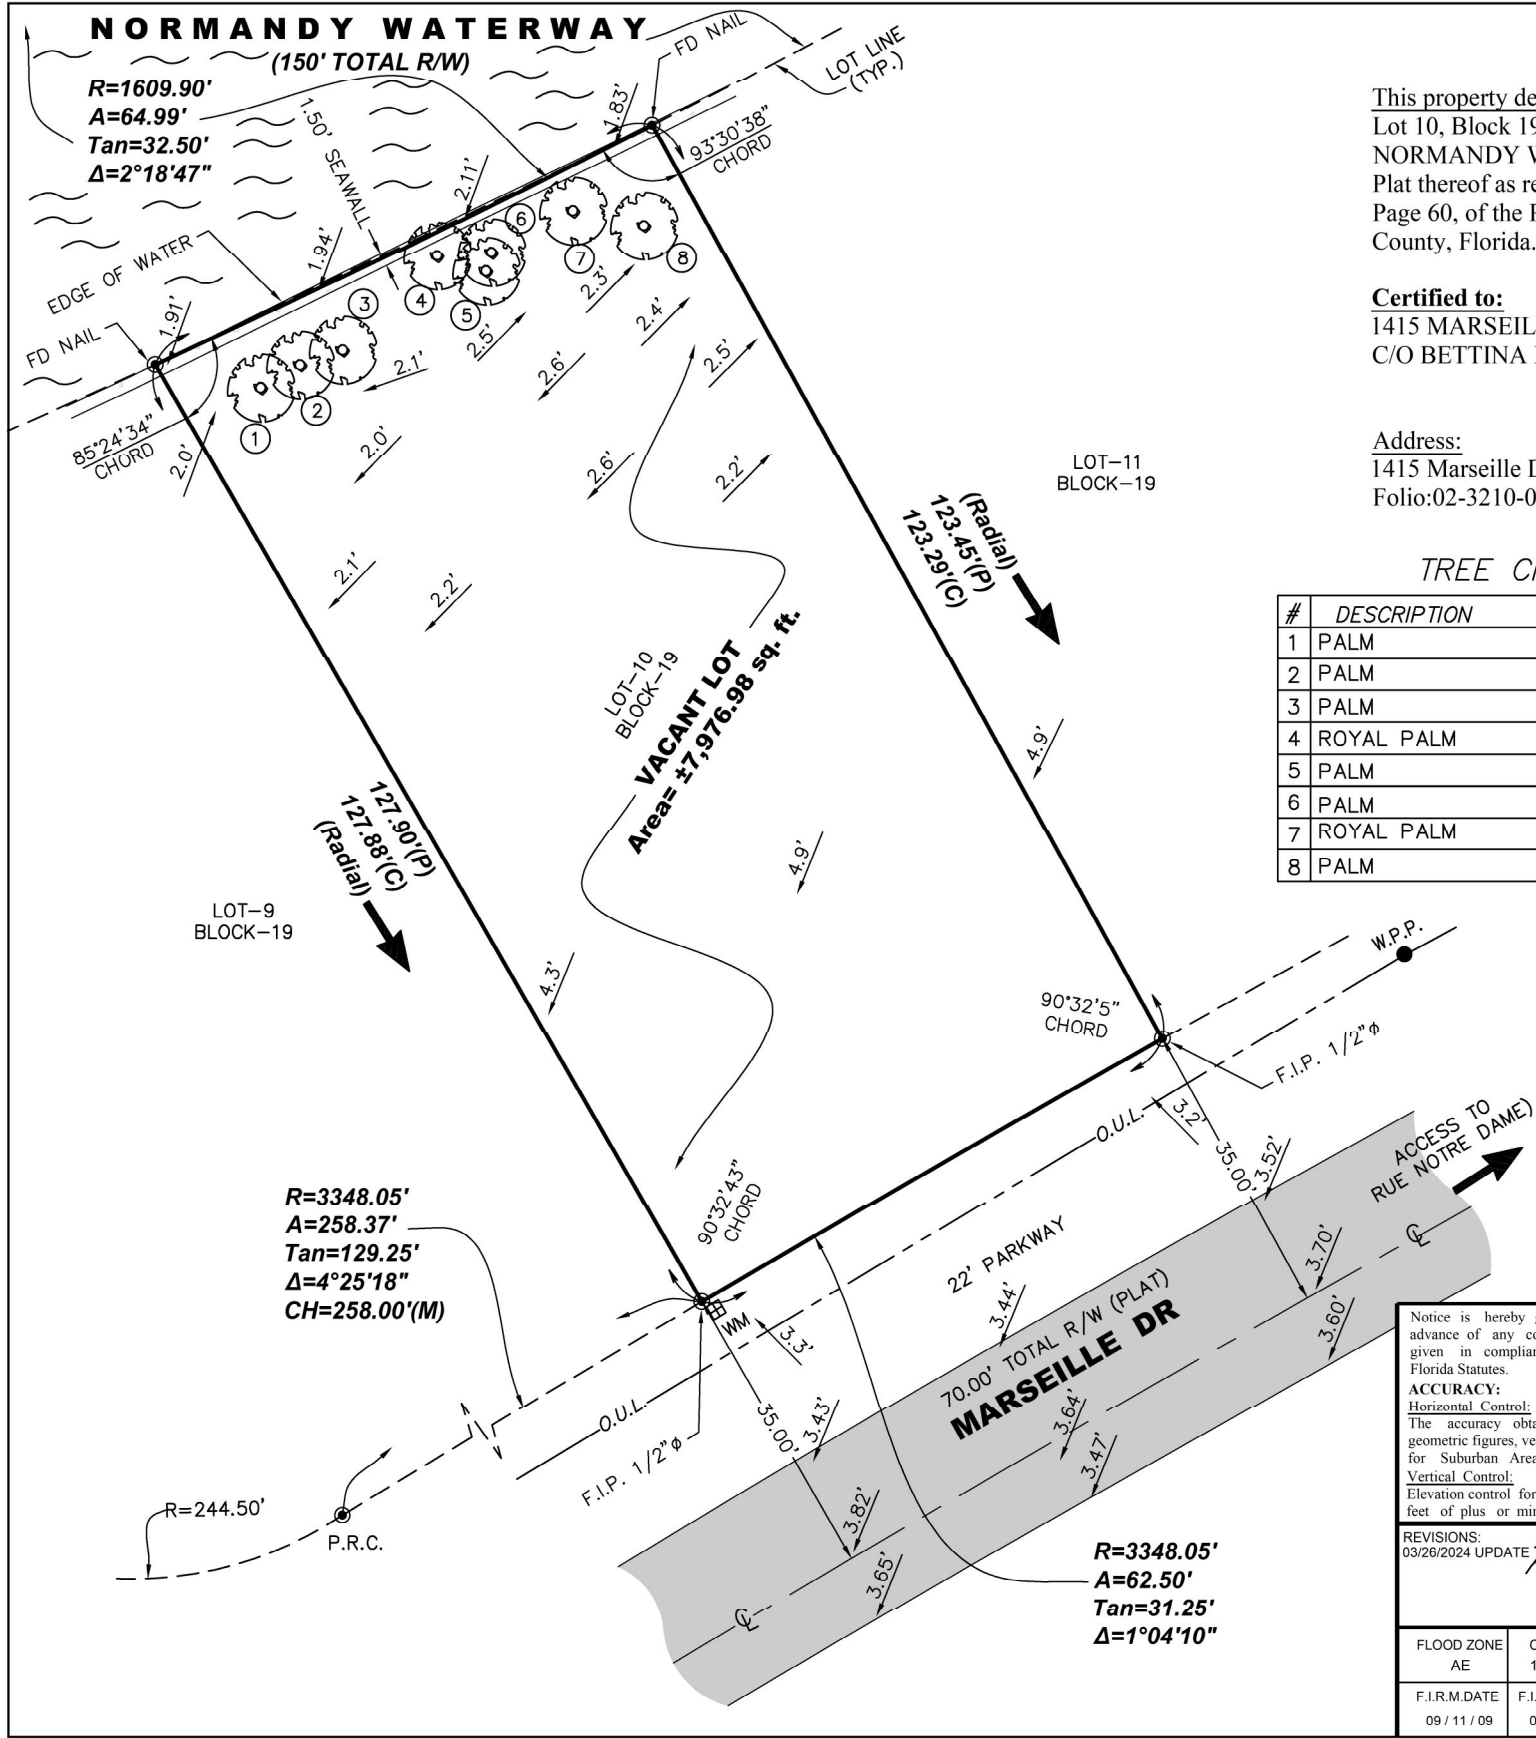 NORMANDY WATERWAY
(150' TOTAL R/W)
R=1609.90'
A=64.99'
Tan=32.50'
Δ=2°18'47"
FD NAIL
LOT LINE
(TYP.)
1.83'
93°30'38"
CHORD
1.50' SEAWALL
2.11'
1.94'
EDGE OF WATER
1.91'
FD NAIL
85°24'34"
CHORD
2.0'
1
2
3
4
5
6
7
8
2.1'
2.5'
2.3'
2.4'
2.5'
2.6'
2.0'
2.6'
2.2'
2.1'
2.2'
LOT-11
BLOCK-19
(Radial)
123.45'(P)
123.29'(C)
LOT-10
BLOCK-19
VACANT LOT
Area= ±7,976.98 sq. ft.
4.9'
4.9'
4.3'
127.90'(P)
127.88'(C)
(Radial)
LOT-9
BLOCK-19
90°32'5"
CHORD
90°32'43"
CHORD
W.P.P.
F.I.P. 1/2"ϕ
O.U.L.
3.2'
35.00'
3.52'
ACCESS TO
RUE NOTRE DAME)
3.70'
3.60'
22' PARKWAY
3.44'
70.00' TOTAL R/W (PLAT)
MARSEILLE DR
3.64'
3.47'
R=3348.05'
A=258.37'
Tan=129.25'
Δ=4°25'18"
CH=258.00'(M)
WM
3.3'
O.U.L.
F.I.P. 1/2"ϕ
35.00'
3.43'
3.82'
3.65'
R=244.50'
P.R.C.
R=3348.05'
A=62.50'
Tan=31.25'
Δ=1°04'10"
This property de
Lot 10, Block 19
NORMANDY W
Plat thereof as re
Page 60, of the
County, Florida.
Certified to:
1415 MARSEIL
C/O BETTINA
Address:
1415 Marseille D
Folio:02-3210-0
TREE C
# DESCRIPTION
1 PALM
2 PALM
3 PALM
4 ROYAL PALM
5 PALM
6 PALM
7 ROYAL PALM
8 PALM
Notice is hereby
advance of any co
given in complian
Florida Statutes.
ACCURACY:
Horizontal Control:
The accuracy obta
geometric figures, ve
for Suburban Area
Vertical Control:
Elevation control for
feet of plus or min
REVISIONS:
03/26/2024 UPDATE
FLOOD ZONE
AE
F.I.R.M.DATE F.I.
09 / 11 / 09 0